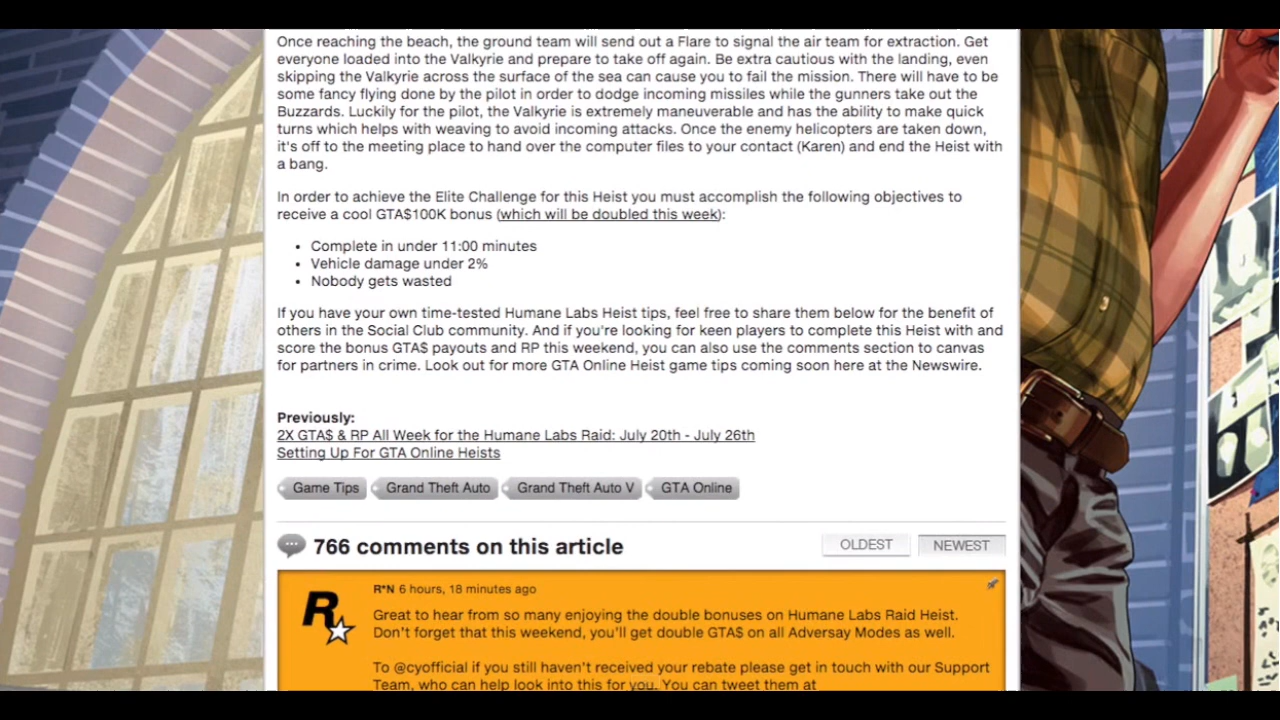 Once reaching the beach, the ground team will send out a Flare to signal the air team for extraction. Get
everyone loaded into the Valkyrie and prepare to take off again. Be extra cautious with the landing, even
skipping the Valkyrie across the surface of the sea can cause you to fail the mission. There will have to be
some fancy flying done by the pilot in order to dodge incoming missiles while the gunners take out the
Buzzards. Luckily for the pilot, the Valkyrie is extremely maneuverable and has the ability to make quick
turns which helps with weaving to avoid incoming attacks. Once the enemy helicopters are taken down,
it's off to the meeting place to hand over the computer files to your contact (Karen) and end the Heist with
a bang.
In order to achieve the Elite Challenge for this Heist you must accomplish the following objectives to
receive a cool GTA$100K bonus (which will be doubled this week):
• Complete in under 11:00 minutes
• Vehicle damage under 2%
• Nobody gets wasted
If you have your own time-tested Humane Labs Heist tips, feel free to share them below for the benefit of
others in the Social Club community. And if you're looking for keen players to complete this Heist with and
score the bonus GTA$ payouts and RP this weekend, you can also use the comments section to canvas
for partners in crime. Look out for more GTA Online Heist game tips coming soon here at the Newswire.
Previously:
2X GTA$ & RP All Week for the Humane Labs Raid: July 20th - July 26th
Setting Up For GTA Online Heists
Game Tips Grand Theft Auto Grand Theft Auto V GTA Online
766 comments on this article OLDEST NEWEST
R*N 6 hours, 18 minutes ago
Great to hear from so many enjoying the double bonuses on Humane Labs Raid Heist.
Don't forget that this weekend, you'll get double GTA$ on all Adversay Modes as well.
To @cyofficial if you still haven't received your rebate please get in touch with our Support
Team, who can help look into this for you. You can tweet them at